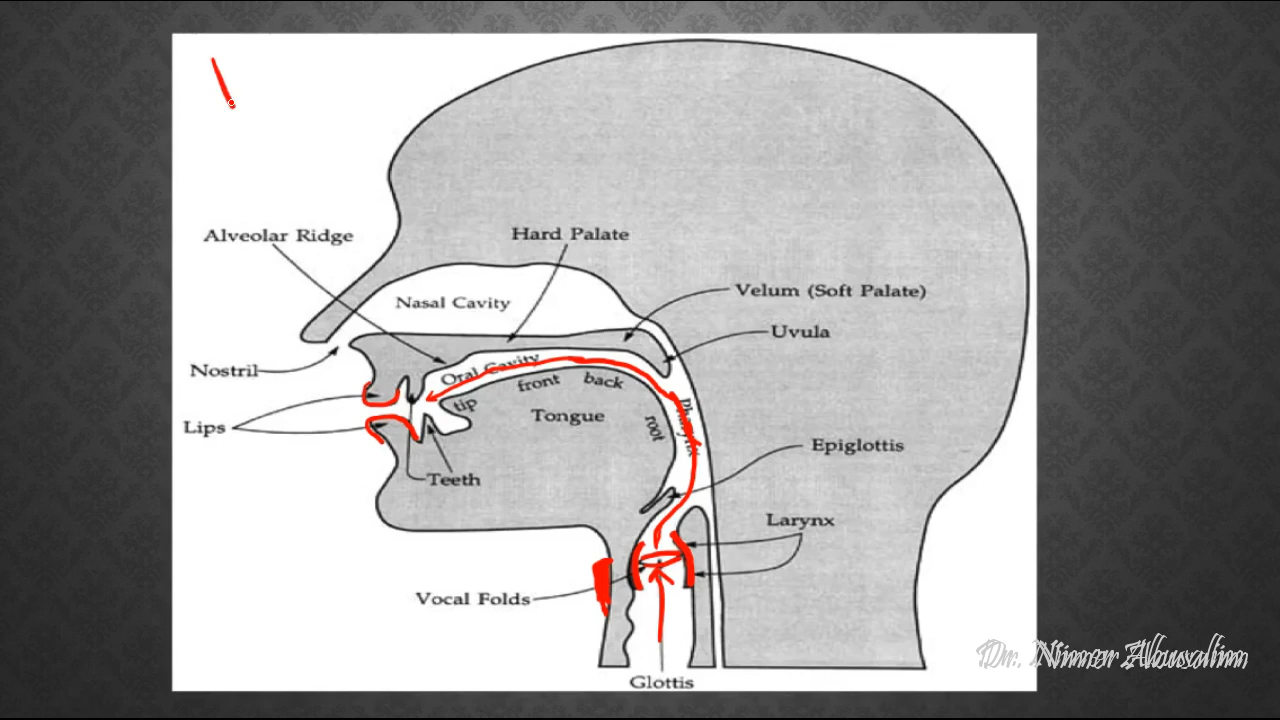 Alveolar Ridge
Hard Palate
Nasal Cavity
Velum (Soft Palate)
Uvula
Nostril
Oral Cavity
front
back
tip
Tongue
root
Pharynx
Lips
Epiglottis
Teeth
Larynx
Vocal Folds
Glottis
Dr. Nimer Abusalim